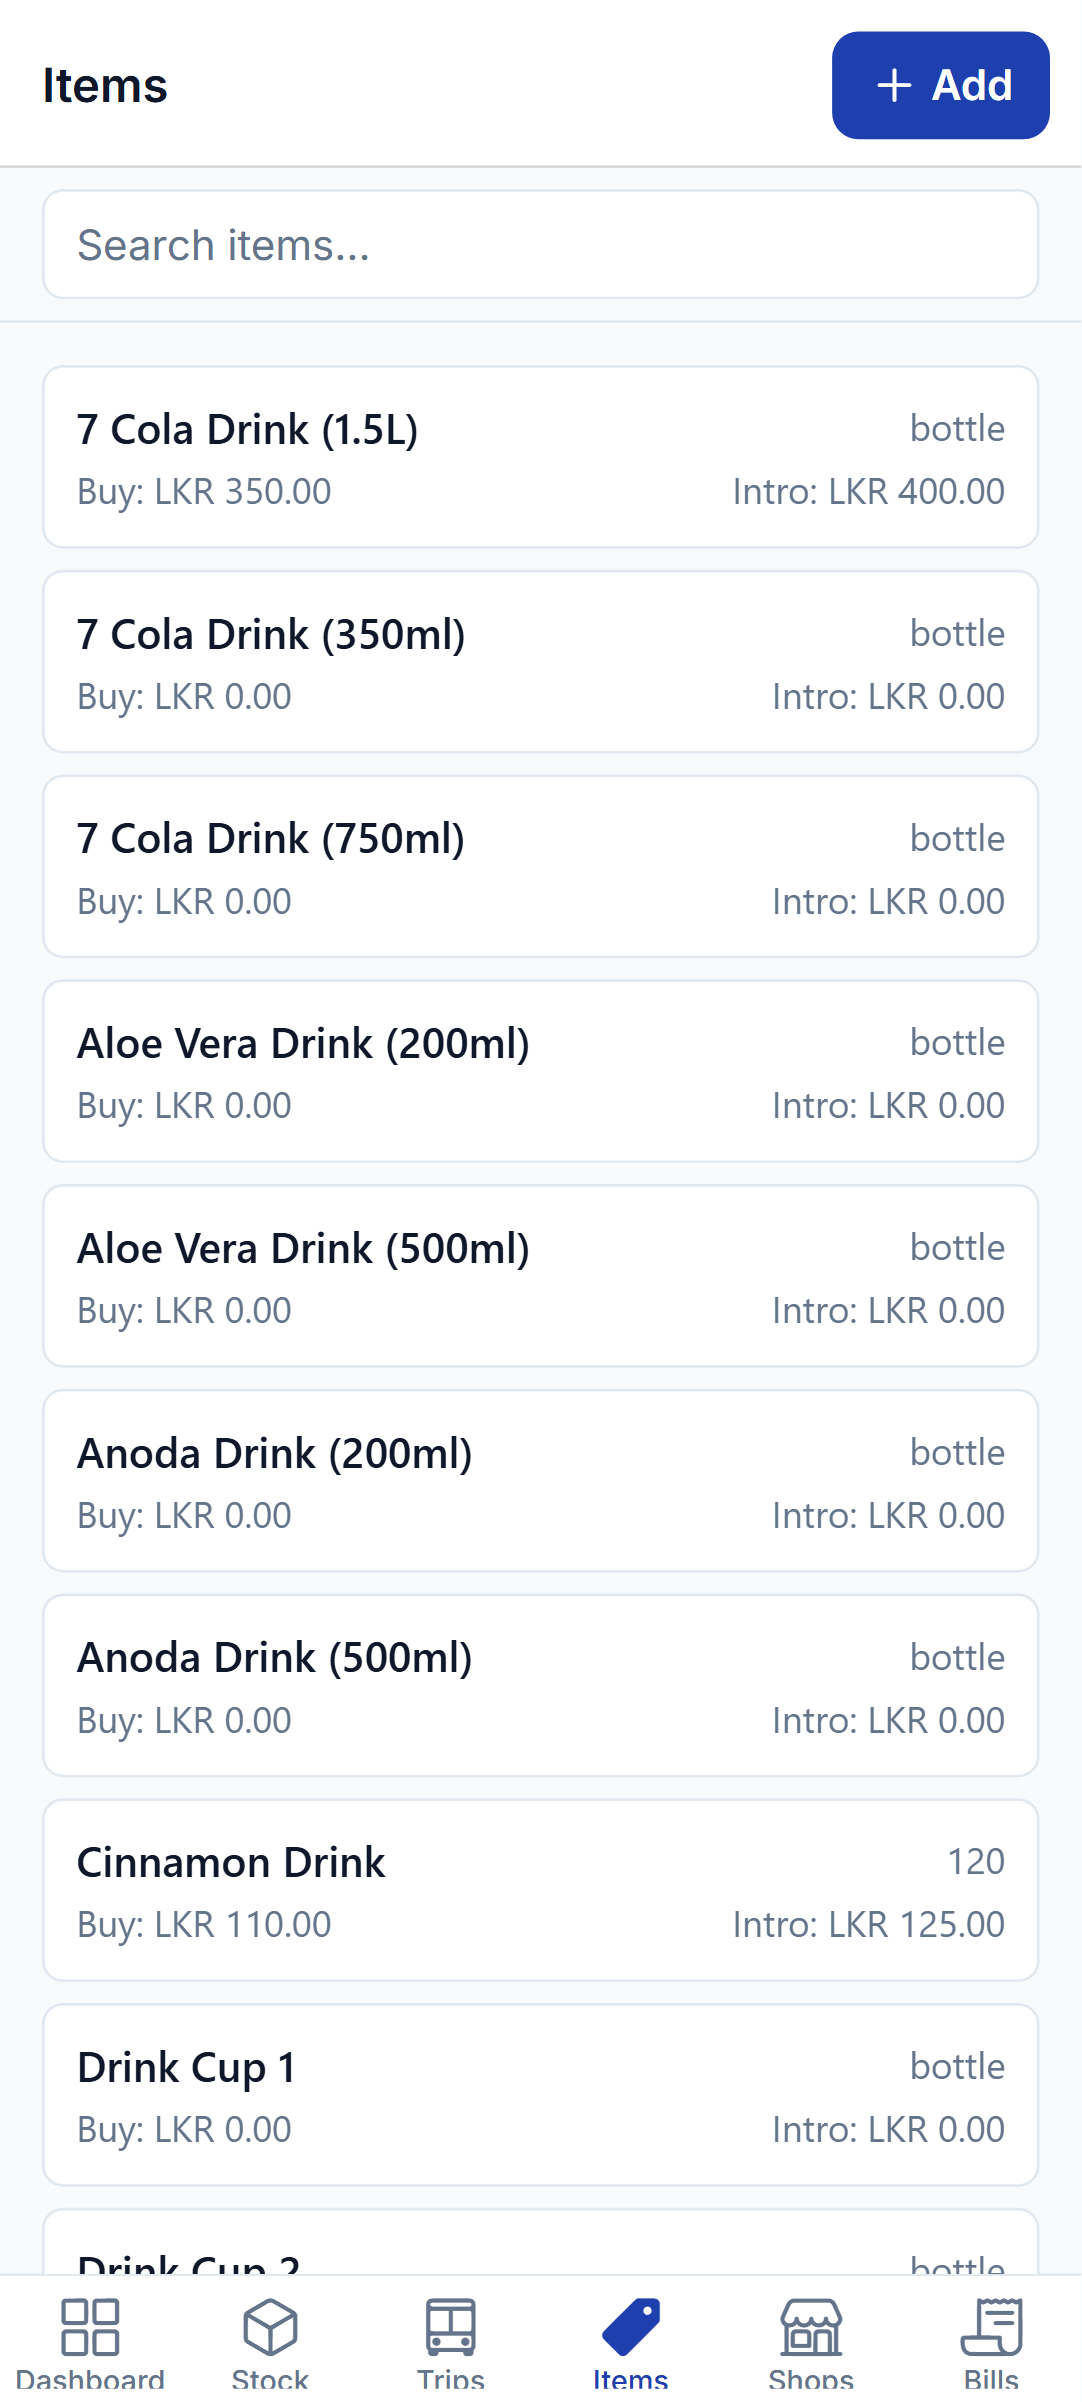 Items
+ Add
Search items...
7 Cola Drink (1.5L) bottle
Buy: LKR 350.00 Intro: LKR 400.00
7 Cola Drink (350ml) bottle
Buy: LKR 0.00 Intro: LKR 0.00
7 Cola Drink (750ml) bottle
Buy: LKR 0.00 Intro: LKR 0.00
Aloe Vera Drink (200ml) bottle
Buy: LKR 0.00 Intro: LKR 0.00
Aloe Vera Drink (500ml) bottle
Buy: LKR 0.00 Intro: LKR 0.00
Anoda Drink (200ml) bottle
Buy: LKR 0.00 Intro: LKR 0.00
Anoda Drink (500ml) bottle
Buy: LKR 0.00 Intro: LKR 0.00
Cinnamon Drink 120
Buy: LKR 110.00 Intro: LKR 125.00
Drink Cup 1 bottle
Buy: LKR 0.00 Intro: LKR 0.00
Drink Cup 2 bottle
Dashboard Stock Trips Items Shops Bills